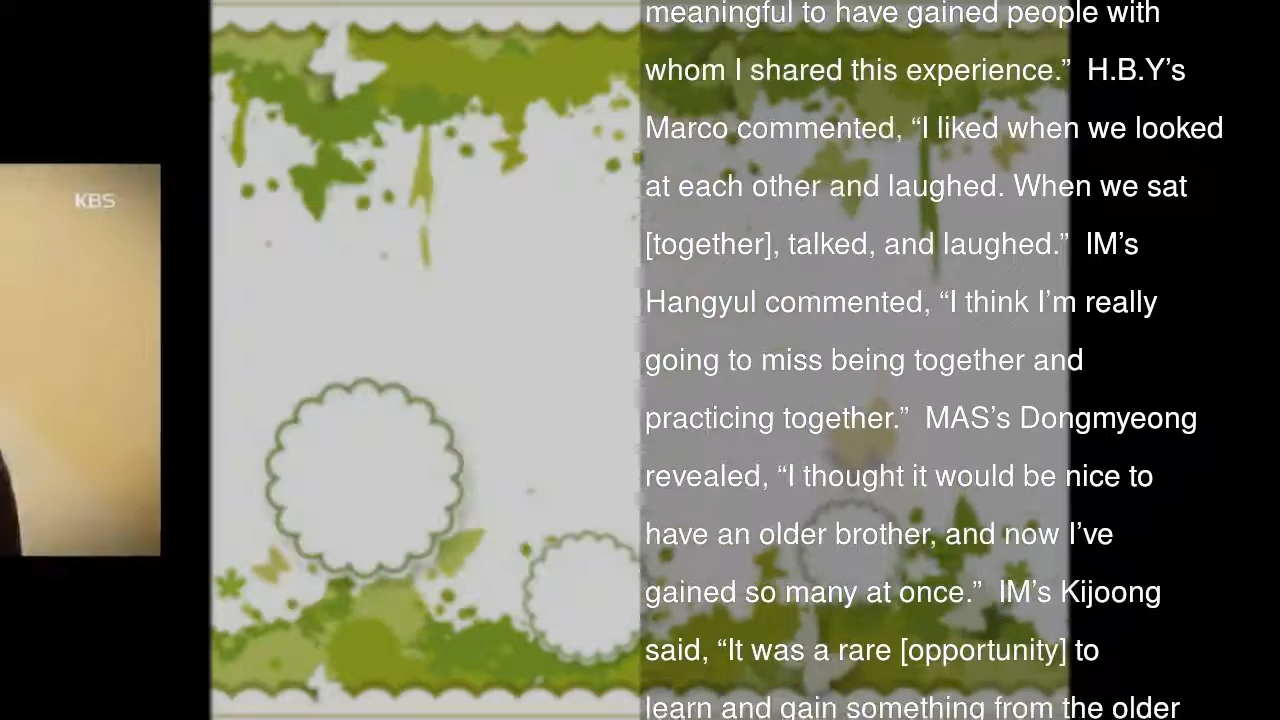 KBS
meaningful to have gained people with
whom I shared this experience.” H.B.Y’s
Marco commented, “I liked when we looked
at each other and laughed. When we sat
[together], talked, and laughed.” IM’s
Hangyul commented, “I think I’m really
going to miss being together and
practicing together.” MAS’s Dongmyeong
revealed, “I thought it would be nice to
have an older brother, and now I’ve
gained so many at once.” IM’s Kijoong
said, “It was a rare [opportunity] to
learn and gain something from the older